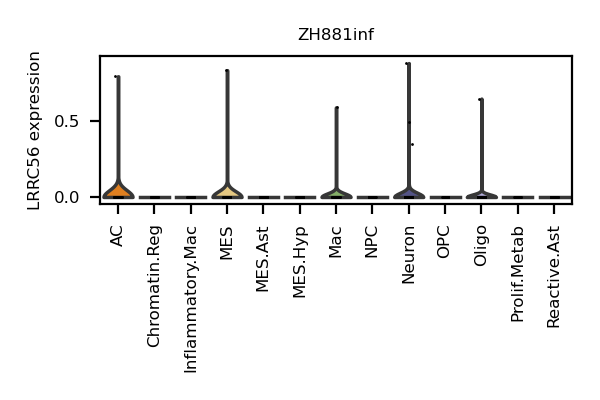 ZH881inf
LRRC56 expression
0.5
0.0
AC
Chromatin.Reg
Inflammatory.Mac
MES
MES.Ast
MES.Hyp
Mac
NPC
Neuron
OPC
Oligo
Prolif.Metab
Reactive.Ast